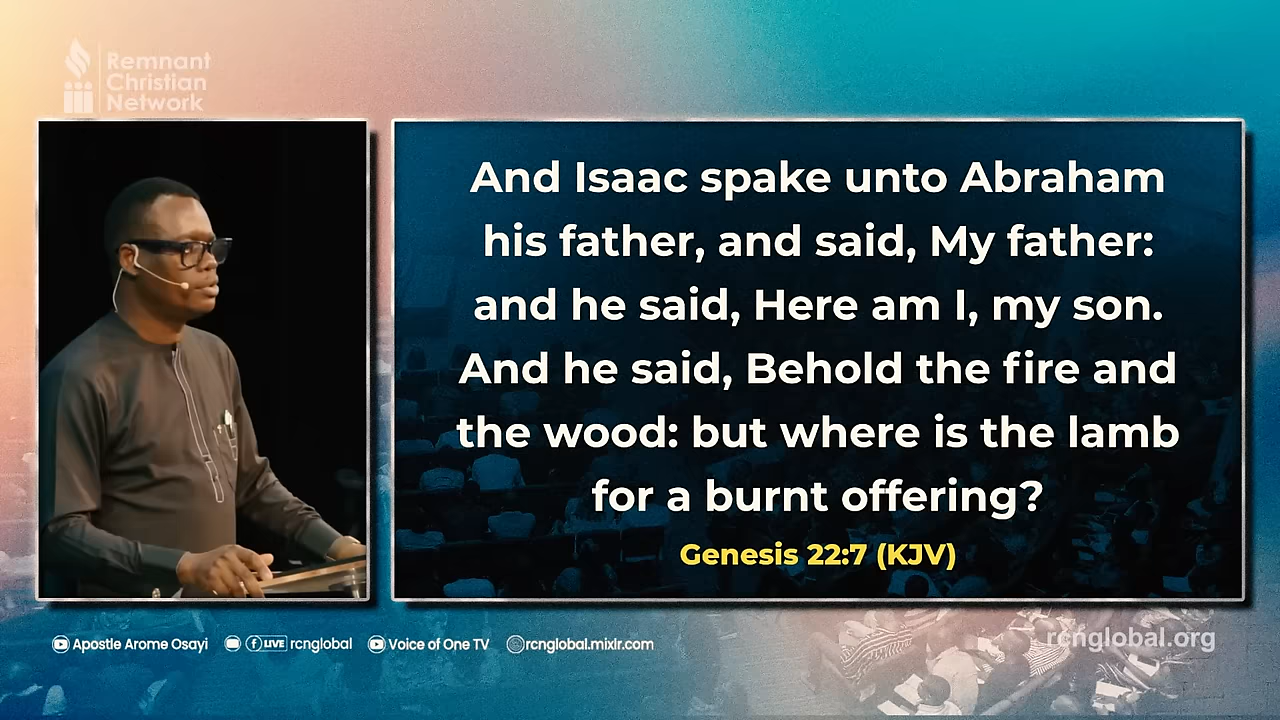 Remnant
Christian
Network
And Isaac spake unto Abraham
his father, and said, My father:
and he said, Here am I, my son.
And he said, Behold the fire and
the wood: but where is the lamb
for a burnt offering?
Genesis 22:7 (KJV)
Apostle Arome Osayi
LIVE rcnglobal
Voice of One TV
rcnglobal.mixlr.com
rcnglobal.org